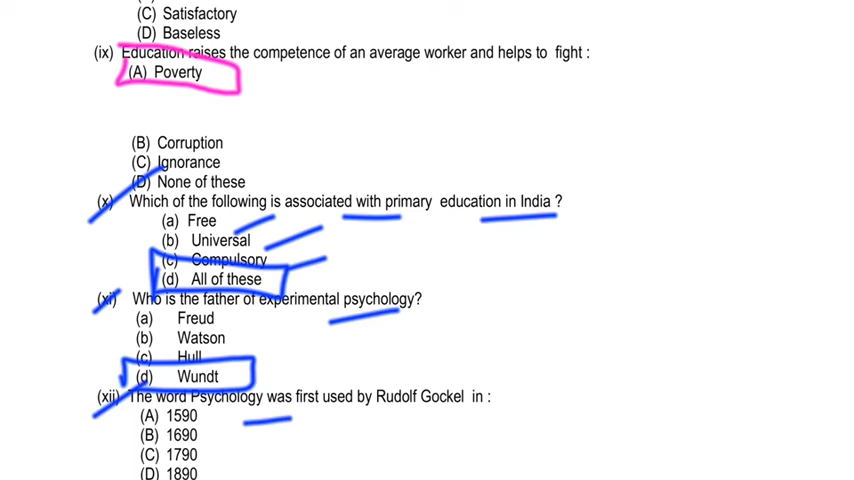 (C) Satisfactory
(D) Baseless
(ix) Education raises the competence of an average worker and helps to fight :
(A) Poverty
(B) Corruption
(C) Ignorance
(D) None of these
(x) Which of the following is associated with primary education in India ?
(a) Free
(b) Universal
(c) Compulsory
(d) All of these
(xi) Who is the father of experimental psychology?
(a) Freud
(b) Watson
(c) Hull
(d) Wundt
(xii) The word Psychology was first used by Rudolf Gockel in :
(A) 1590
(B) 1690
(C) 1790
(D) 1890